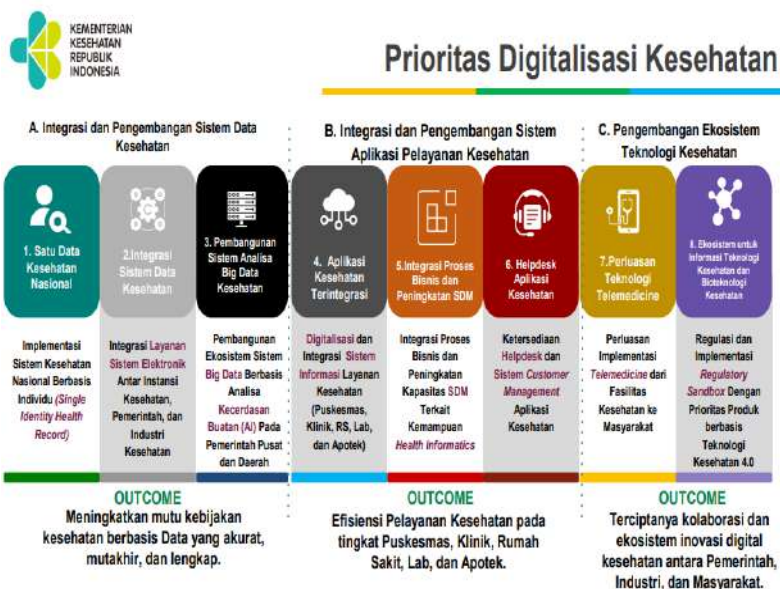 KEMENTERIAN
KESEHATAN
REPUBLIK
INDONESIA
Prioritas Digitalisasi Kesehatan
A. Integrasi dan Pengembangan Sistem Data
Kesehatan
1. Satu Data
Kesehatan
Nasional
2.Integrasi
Sistem Data
Kesehatan
3. Pembangunan
Sistem Analisa
Big Data
Kesehatan
Implementasi
Sistem Kesehatan
Nasional Berbasis
Individu (Single
Identity Health
Record)
Integrasi Layanan
Sistem Elektronik
Antar Instansi
Kesehatan,
Pemerintah, dan
Industri
Kesehatan
Pembangunan
Ekosistem Sistem
Big Data Berbasis
Analisa
Kecerdasan
Buatan (AI) Pada
Pemerintah Pusat
dan Daerah
OUTCOME
Meningkatkan mutu kebijakan
kesehatan berbasis Data yang akurat,
mutakhir, dan lengkap.
B. Integrasi dan Pengembangan Sistem
Aplikasi Pelayanan Kesehatan
4. Aplikasi
Kesehatan
Terintegrasi
5.Integrasi Proses
Bisnis dan
Peningkatan SDM
6. Helpdesk
Aplikasi
Kesehatan
Digitalisasi dan
Integrasi Sistem
Informasi Layanan
Kesehatan
(Puskesmas,
Klinik, RS, Lab,
dan Apotek)
Integrasi Proses
Bisnis dan
Peningkatan
Kapasitas SDM
Terkait
Kemampuan
Health Informatics
Ketersediaan
Helpdesk dan
Sistem Customer
Management
Aplikasi
Kesehatan
OUTCOME
Efisiensi Pelayanan Kesehatan pada
tingkat Puskesmas, Klinik, Rumah
Sakit, Lab, dan Apotek.
C. Pengembangan Ekosistem
Teknologi Kesehatan
7.Perluasan
Teknologi
Telemedicine
8. Ekosistem untuk
Informasi Teknologi
Kesehatan dan
Bioteknologi
Kesehatan
Perluasan
Implementasi
Telemedicine dari
Fasilitas
Kesehatan ke
Masyarakat
Regulasi dan
Implementasi
Regulatory
Sandbox Dengan
Prioritas Produk
berbasis
Teknologi
Kesehatan 4.0
OUTCOME
Terciptanya kolaborasi dan
ekosistem inovasi digital
kesehatan antara Pemerintah,
Industri, dan Masyarakat.